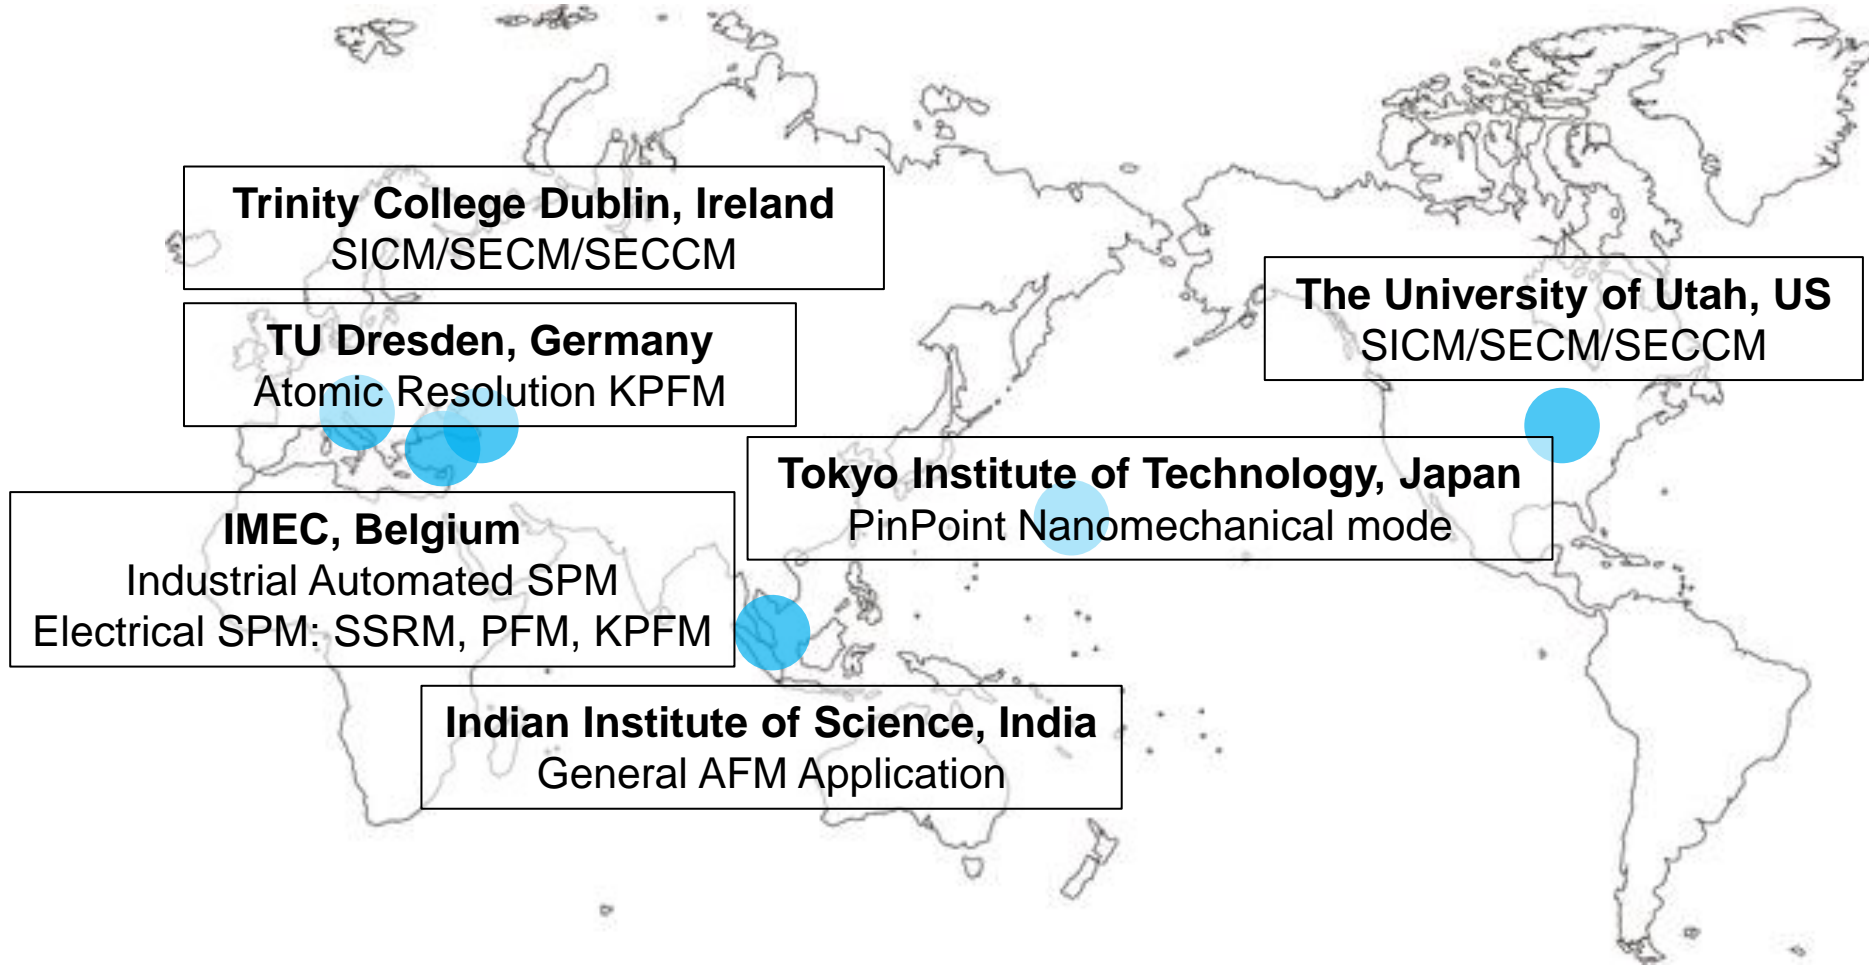 Trinity College Dublin, Ireland
SICM/SECM/SECCM
TU Dresden, Germany
Atomic Resolution KPFM
IMEC, Belgium
Industrial Automated SPM
Electrical SPM: SSRM, PFM, KPFM
Indian Institute of Science, India
General AFM Application
Tokyo Institute of Technology, Japan
PinPoint Nanomechanical mode
The University of Utah, US
SICM/SECM/SECCM